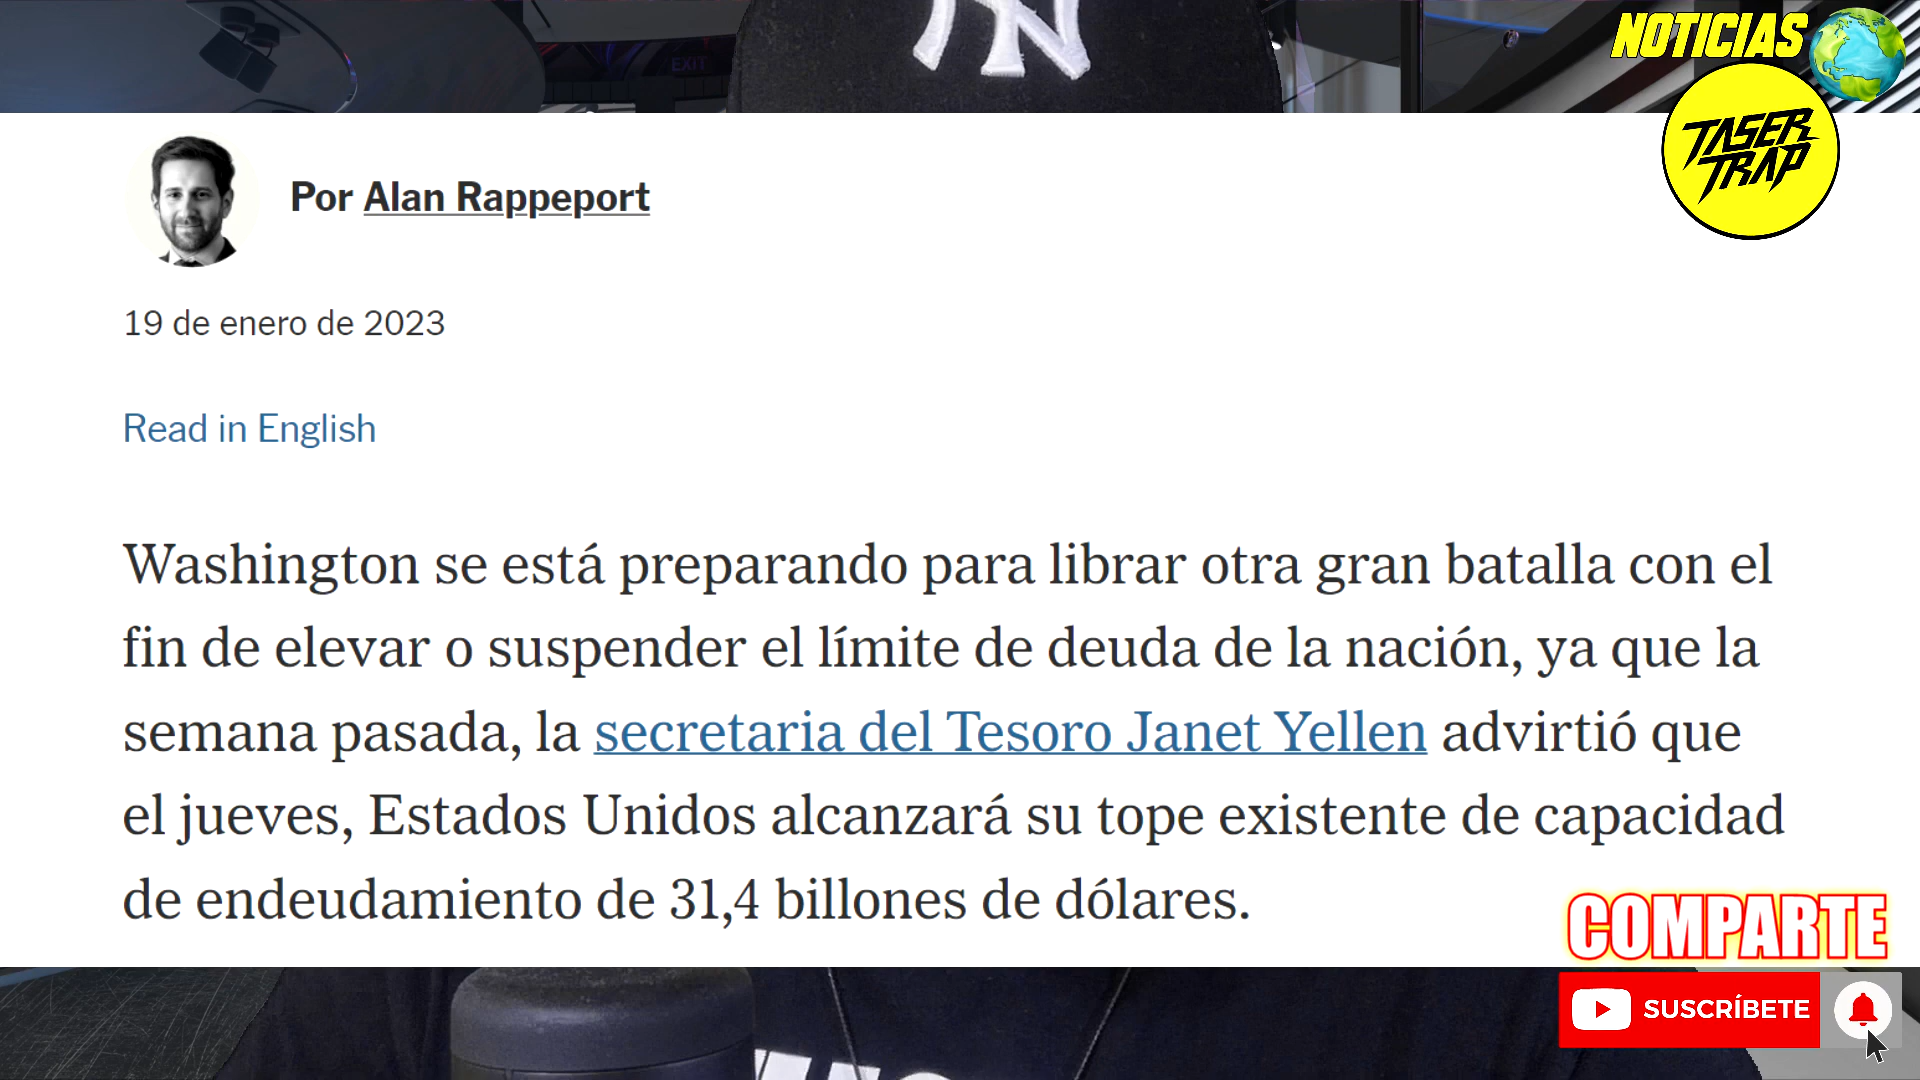 NOTICIAS
EXIT
TASER
TRAP
Por Alan Rappeport
19 de enero de 2023
Read in English
Washington se está preparando para librar otra gran batalla con el
fin de elevar o suspender el límite de deuda de la nación, ya que la
semana pasada, la secretaria del Tesoro Janet Yellen advirtió que
el jueves, Estados Unidos alcanzará su tope existente de capacidad
de endeudamiento de 31,4 billones de dólares.
COMPARTE
SUSCRÍBETE